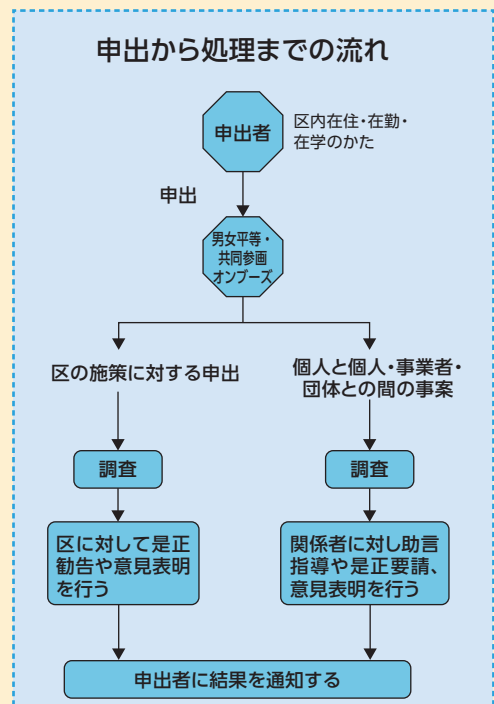 申出から処理までの流れ
申出者
区内在住・在勤・
在学のかた
申出
男女平等・
共同参画
オンブーズ
区の施策に対する申出
個人と個人・事業者・
団体との間の事案
調査
調査
区に対して是正
勧告や意見表明
を行う
関係者に対し助言
指導や是正要請、
意見表明を行う
申出者に結果を通知する